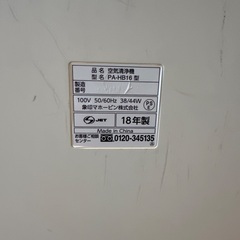 品 名 空気清浄機
型 名 PA-HB16 型
製造
番号
100V 50/60Hz 38/44W
象印マホービン株式会社
PS
E
JET
18年製
Made in China
お客様ご相談
センター 0120-345135